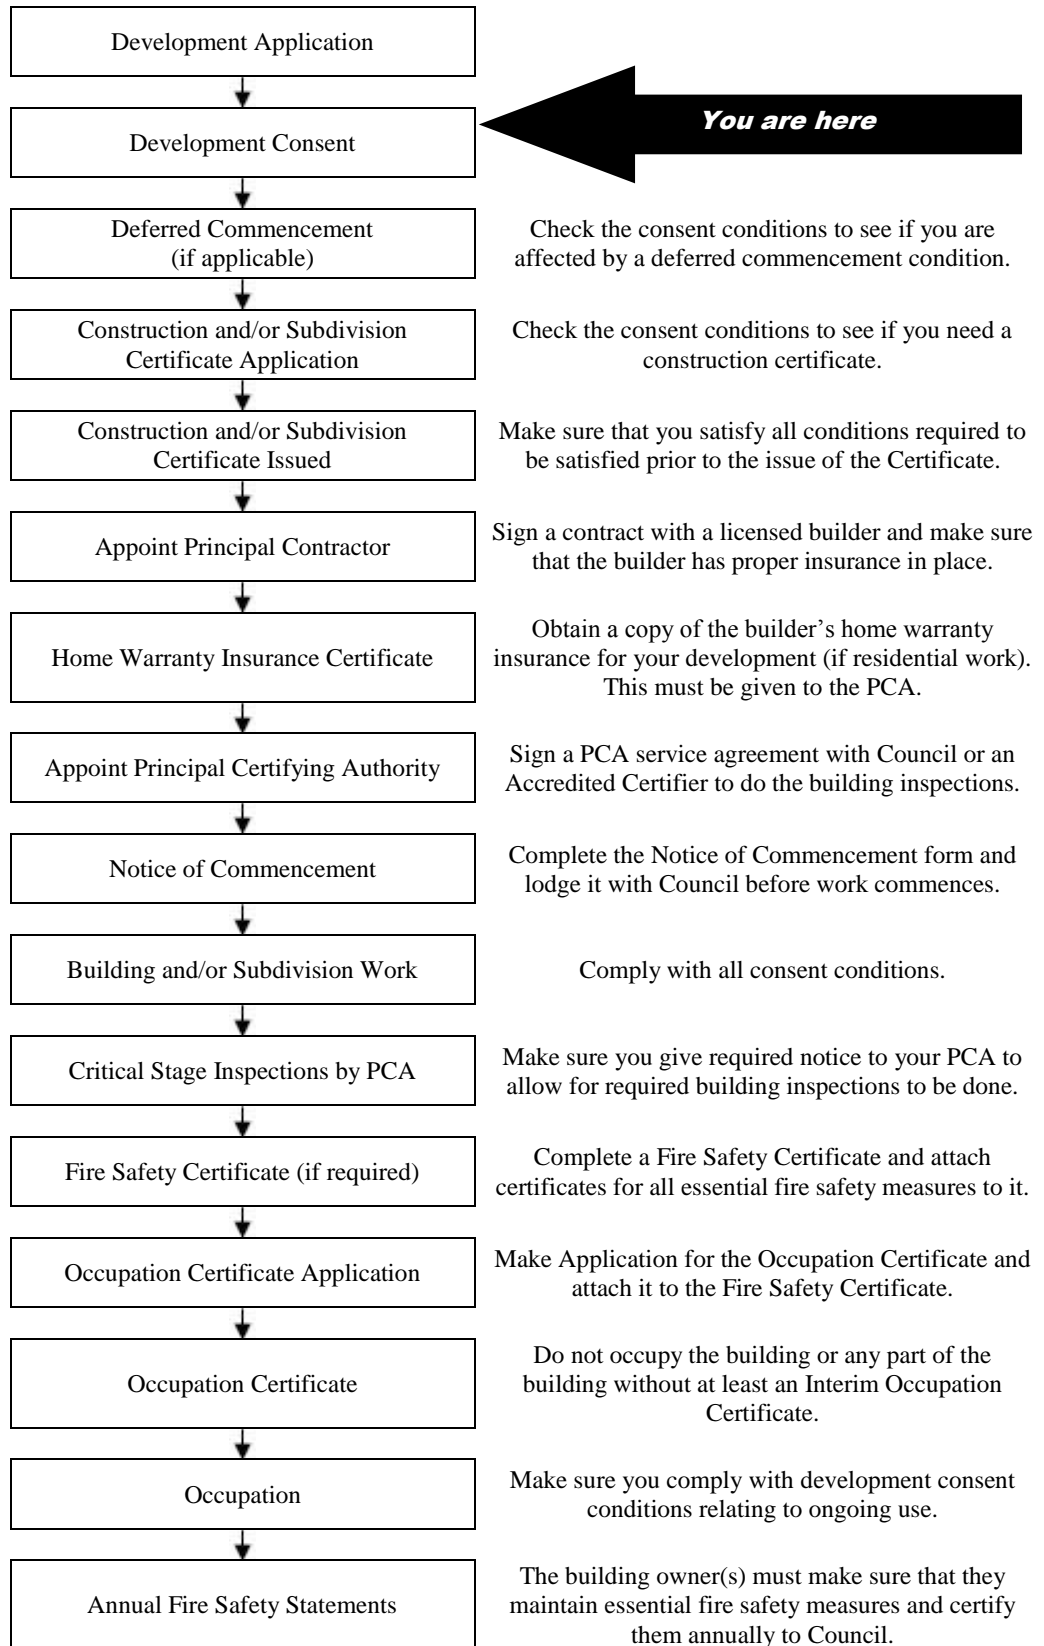 Development Application
Development Consent
You are here
Deferred Commencement
(if applicable)
Check the consent conditions to see if you are
affected by a deferred commencement condition.
Construction and/or Subdivision
Certificate Application
Check the consent conditions to see if you need a
construction certificate.
Construction and/or Subdivision
Certificate Issued
Make sure that you satisfy all conditions required to
be satisfied prior to the issue of the Certificate.
Appoint Principal Contractor
Sign a contract with a licensed builder and make sure
that the builder has proper insurance in place.
Home Warranty Insurance Certificate
Obtain a copy of the builder’s home warranty
insurance for your development (if residential work).
This must be given to the PCA.
Appoint Principal Certifying Authority
Sign a PCA service agreement with Council or an
Accredited Certifier to do the building inspections.
Notice of Commencement
Complete the Notice of Commencement form and
lodge it with Council before work commences.
Building and/or Subdivision Work
Comply with all consent conditions.
Critical Stage Inspections by PCA
Make sure you give required notice to your PCA to
allow for required building inspections to be done.
Fire Safety Certificate (if required)
Complete a Fire Safety Certificate and attach
certificates for all essential fire safety measures to it.
Occupation Certificate Application
Make Application for the Occupation Certificate and
attach it to the Fire Safety Certificate.
Occupation Certificate
Do not occupy the building or any part of the
building without at least an Interim Occupation
Certificate.
Occupation
Make sure you comply with development consent
conditions relating to ongoing use.
Annual Fire Safety Statements
The building owner(s) must make sure that they
maintain essential fire safety measures and certify
them annually to Council.